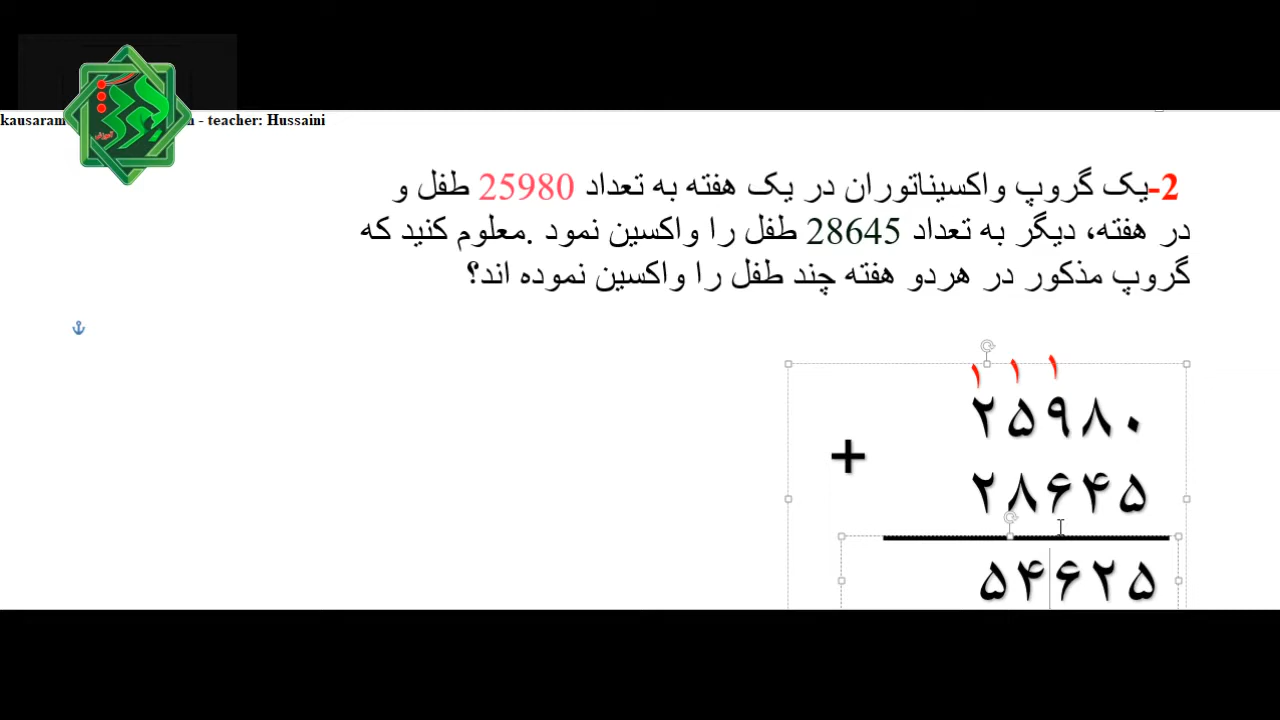 kausaram - teacher: Hussaini
2-یک گروپ واکسیناتوران در یک هفته به تعداد 25980 طفل و
در هفته، دیگر به تعداد 28645 طفل را واکسین نمود .معلوم کنید که
گروپ مذکور در هردو هفته چند طفل را واکسین نموده اند؟
۱ ۱ ۱
۲۵۹۸۰
+
۲۸۶۴۵
۵۴۶۲۵